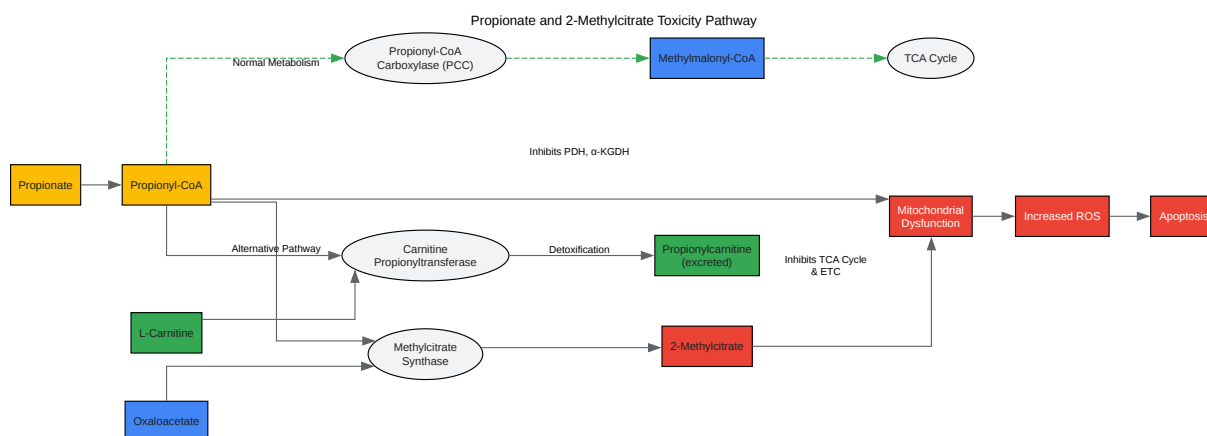 Propionate and 2-Methylcitrate Toxicity Pathway
Propionyl-CoA
Carboxylase (PCC)
Methylmalonyl-CoA
TCA Cycle
Normal Metabolism
Inhibits PDH, α-KGDH
Propionate
Propionyl-CoA
Mitochondrial
Dysfunction
Increased ROS
Apoptosis
Alternative Pathway
Carnitine
Propionyltransferase
Detoxification
Propionylcarnitine
(excreted)
Inhibits TCA Cycle
& ETC
L-Carnitine
Methylcitrate
Synthase
2-Methylcitrate
Oxaloacetate